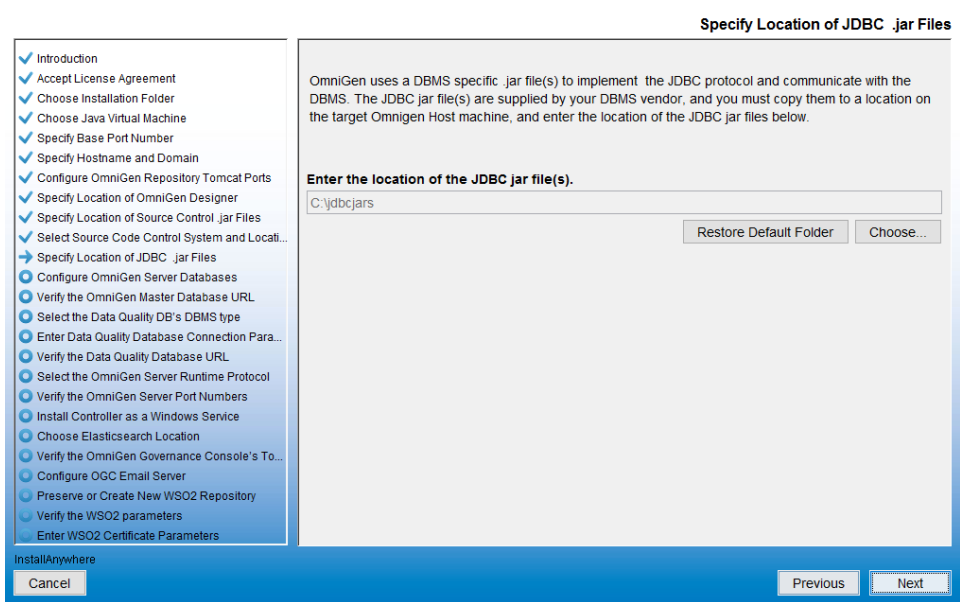 Specify Location of JDBC .jar Files
Introduction
Accept License Agreement
Choose Installation Folder
Choose Java Virtual Machine
Specify Base Port Number
Specify Hostname and Domain
Configure OmniGen Repository Tomcat Ports
Specify Location of OmniGen Designer
Specify Location of Source Control .jar Files
Select Source Code Control System and Locati...
Specify Location of JDBC .jar Files
Configure OmniGen Server Databases
Verify the OmniGen Master Database URL
Select the Data Quality DB's DBMS type
Enter Data Quality Database Connection Para...
Verify the Data Quality Database URL
Select the OmniGen Server Runtime Protocol
Verify the OmniGen Server Port Numbers
Install Controller as a Windows Service
Choose Elasticsearch Location
Verify the OmniGen Governance Console's To...
Configure OGC Email Server
Preserve or Create New WSO2 Repository
Verify the WSO2 parameters
Enter WSO2 Certificate Parameters
OmniGen uses a DBMS specific .jar file(s) to implement the JDBC protocol and communicate with the
DBMS. The JDBC jar file(s) are supplied by your DBMS vendor, and you must copy them to a location on
the target Omnigen Host machine, and enter the location of the JDBC jar files below.
Enter the location of the JDBC jar file(s).
C:\jdbcjars
Restore Default Folder Choose...
InstallAnywhere
Cancel Previous Next